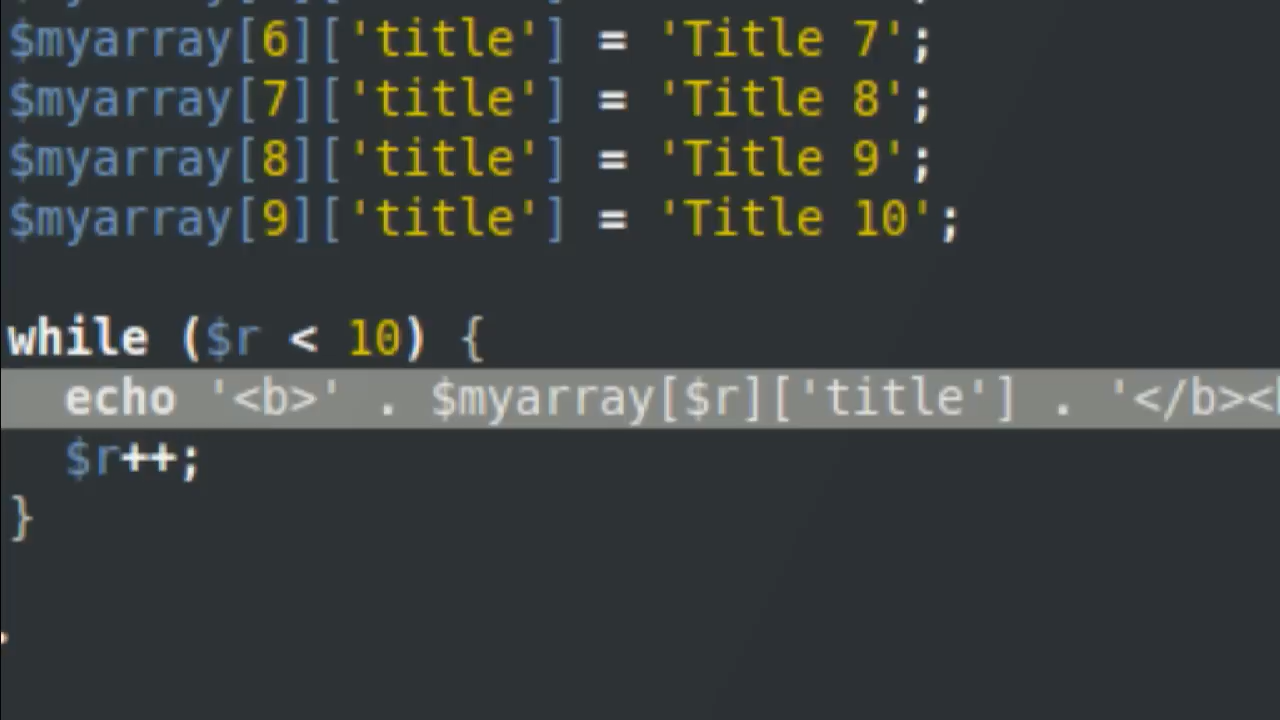 $myarray[6]['title'] = 'Title 7';
$myarray[7]['title'] = 'Title 8';
$myarray[8]['title'] = 'Title 9';
$myarray[9]['title'] = 'Title 10';
while ($r < 10) {
echo '<b>' . $myarray[$r]['title'] . '</b><
$r++;
}